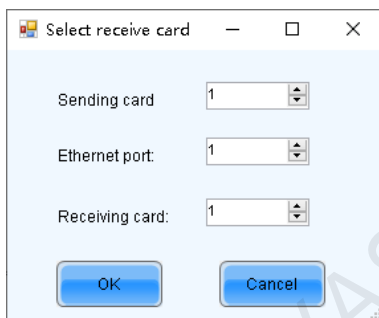 Select receive card
Sending card 1
Ethernet port: 1
Receiving card: 1
OK Cancel